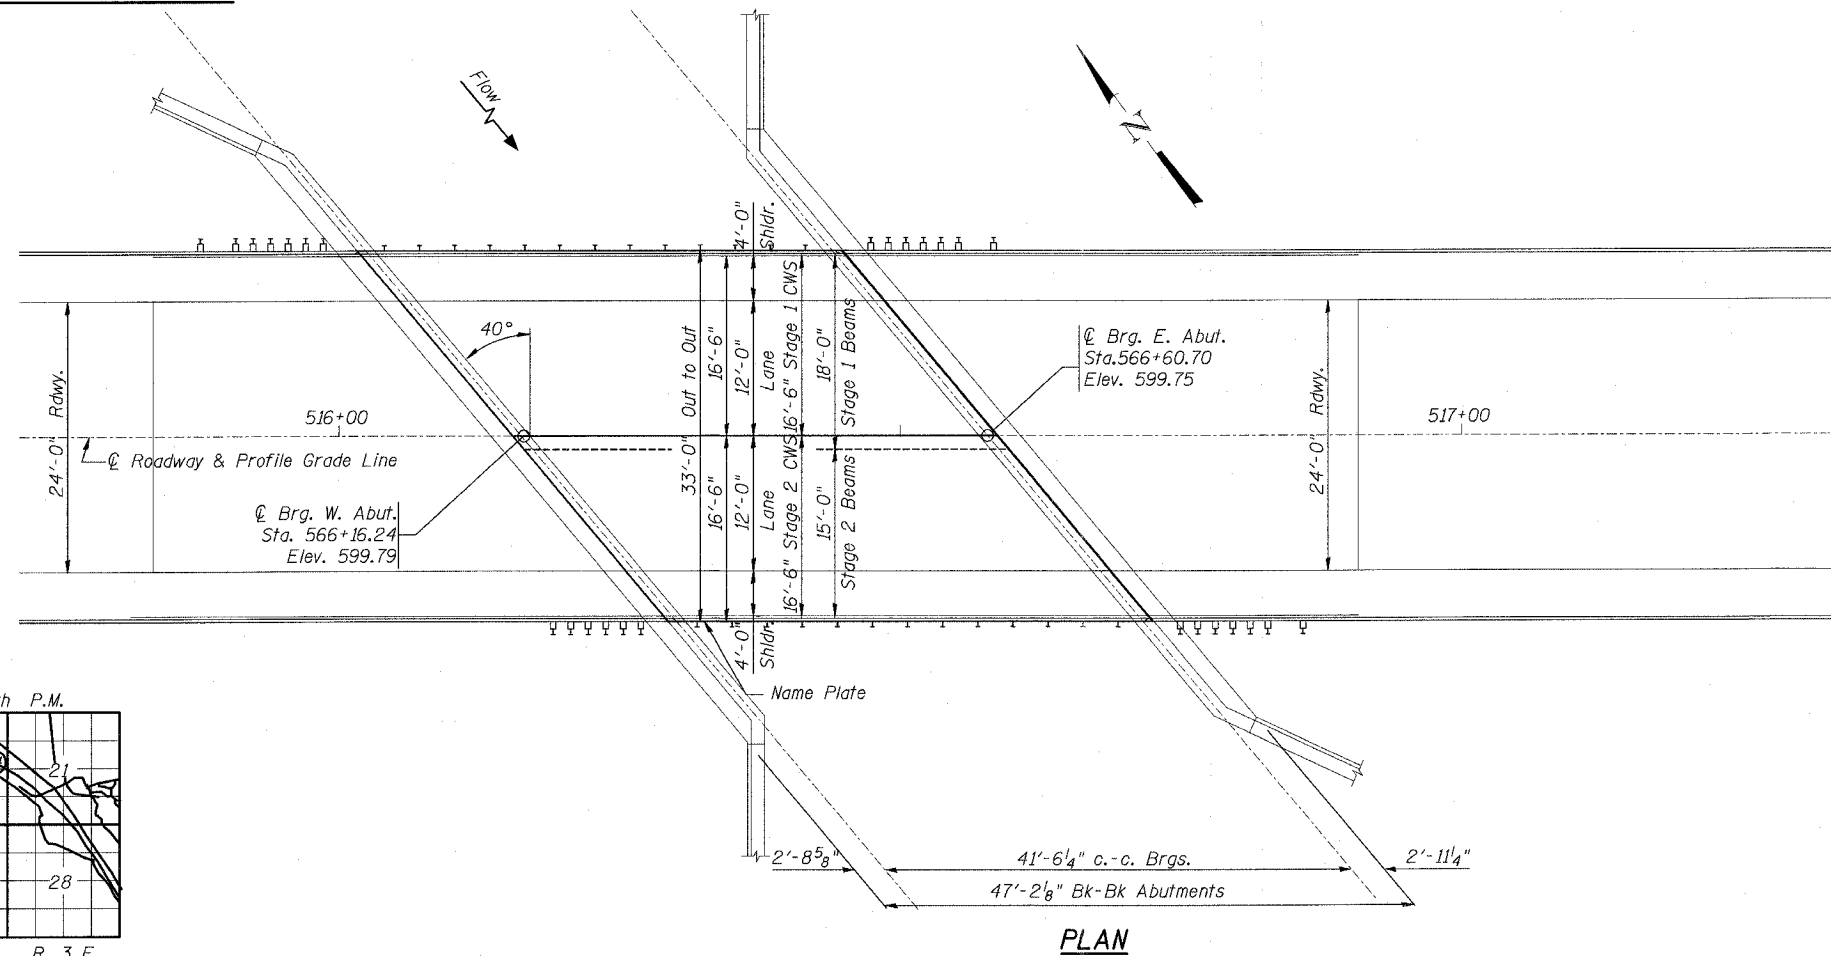 Flow
N
4'-0"
Shldr.
40°
24'-0" Rdwy.
516+00
℄ Roadway & Profile Grade Line
℄ Brg. W. Abut.
Sta. 566+16.24
Elev. 599.79
33'-0" Out to Out
16'-6"
16'-6"
12'-0"
Lane
12'-0"
Lane
16'-6" Stage 1 CWS
16'-6" Stage 2 CWS
18'-0"
Stage 1 Beams
15'-0"
Stage 2 Beams
4'-0"
Shldr.
℄ Brg. E. Abut.
Sta.566+60.70
Elev. 599.75
24'-0" Rdwy.
517+00
Name Plate
P.M.
21
28
R. 3 E.
2'-8⅝"
41'-6¼" c.-c. Brgs.
2'-11¼"
47'-2⅛" Bk-Bk Abutments
PLAN